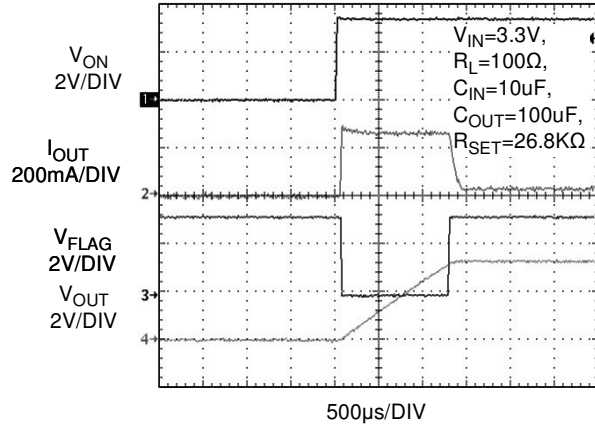 V_ON
2V/DIV
V_IN=3.3V,
R_L=100Ω,
C_IN=10uF,
C_OUT=100uF,
R_SET=26.8KΩ
1
I_OUT
200mA/DIV
2
V_FLAG
2V/DIV
3
V_OUT
2V/DIV
4
500µs/DIV